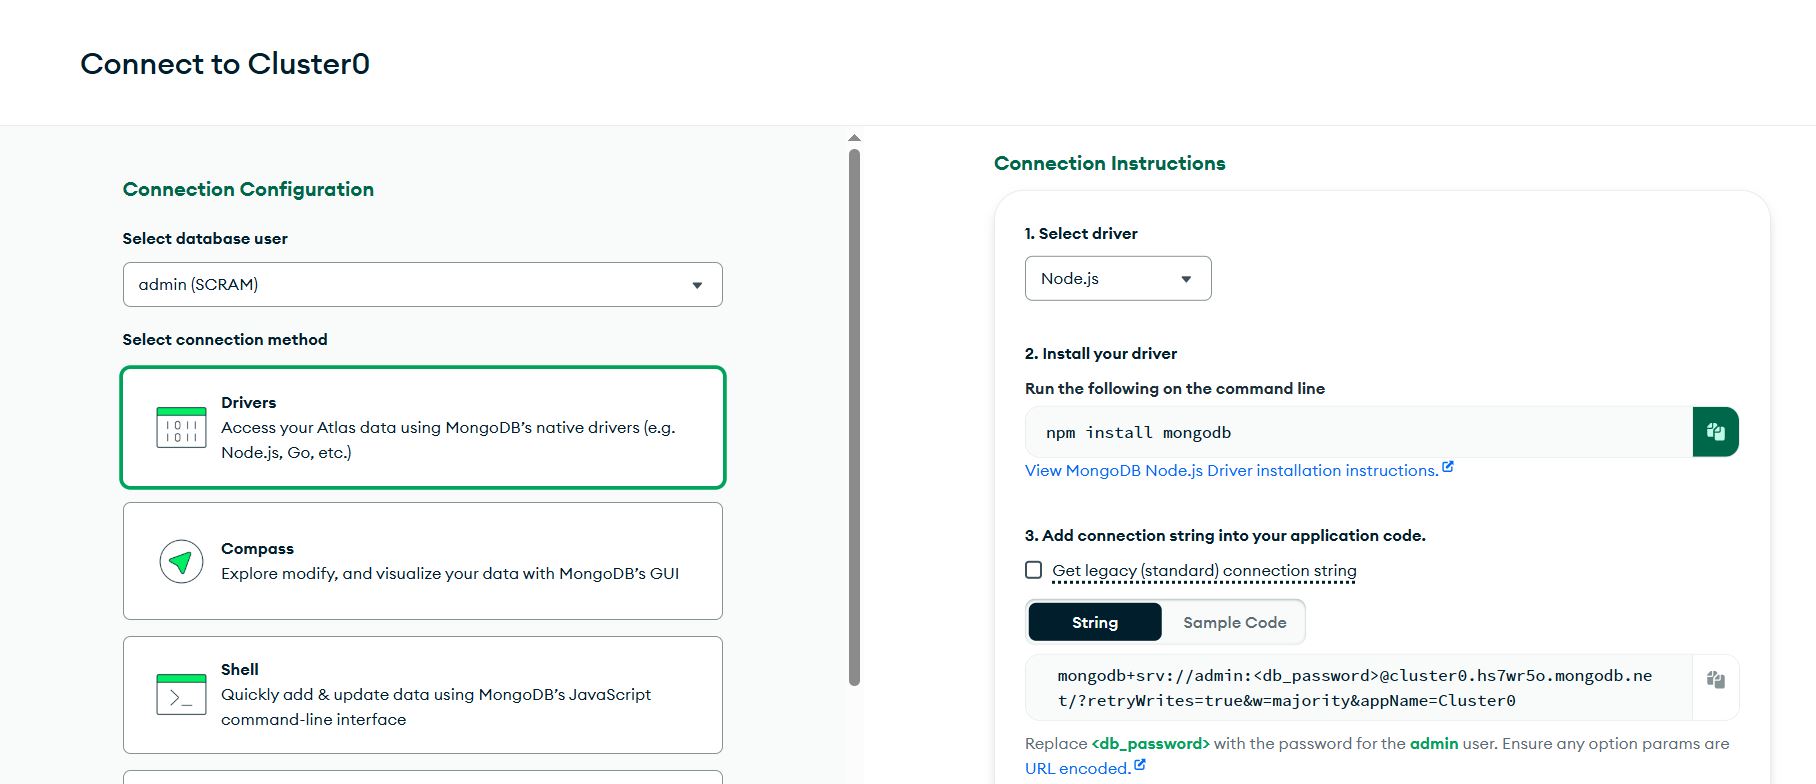 Connect to Cluster0
Connection Configuration
Select database user
admin (SCRAM)
Select connection method
Drivers
Access your Atlas data using MongoDB’s native drivers (e.g.
Node.js, Go, etc.)
Compass
Explore modify, and visualize your data with MongoDB’s GUI
Shell
Quickly add & update data using MongoDB’s JavaScript
command-line interface
Connection Instructions
1. Select driver
Node.js
2. Install your driver
Run the following on the command line
npm install mongodb
View MongoDB Node.js Driver installation instructions.
3. Add connection string into your application code.
Get legacy (standard) connection string
String Sample Code
mongodb+srv://admin:<db_password>@cluster0.hs7wr5o.mongodb.ne
t/?retryWrites=true&w=majority&appName=Cluster0
Replace <db_password> with the password for the admin user. Ensure any option params are
URL encoded.